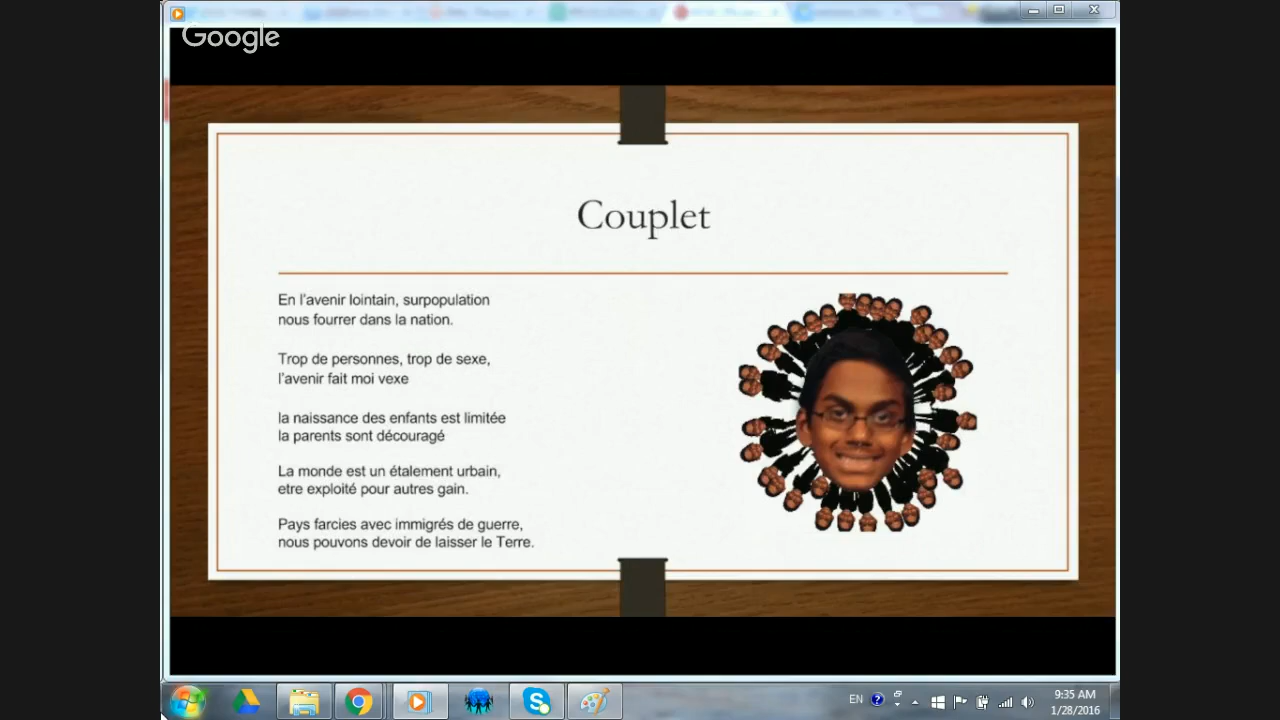 Google
Couplet
En l'avenir lointain, surpopulation
nous fourrer dans la nation.
Trop de personnes, trop de sexe,
l'avenir fait moi vexe
la naissance des enfants est limitée
la parents sont découragé
La monde est un étalement urbain,
etre exploité pour autres gain.
Pays farcies avec immigrés de guerre,
nous pouvons devoir de laisser le Terre.
EN
9:35 AM
1/28/2016